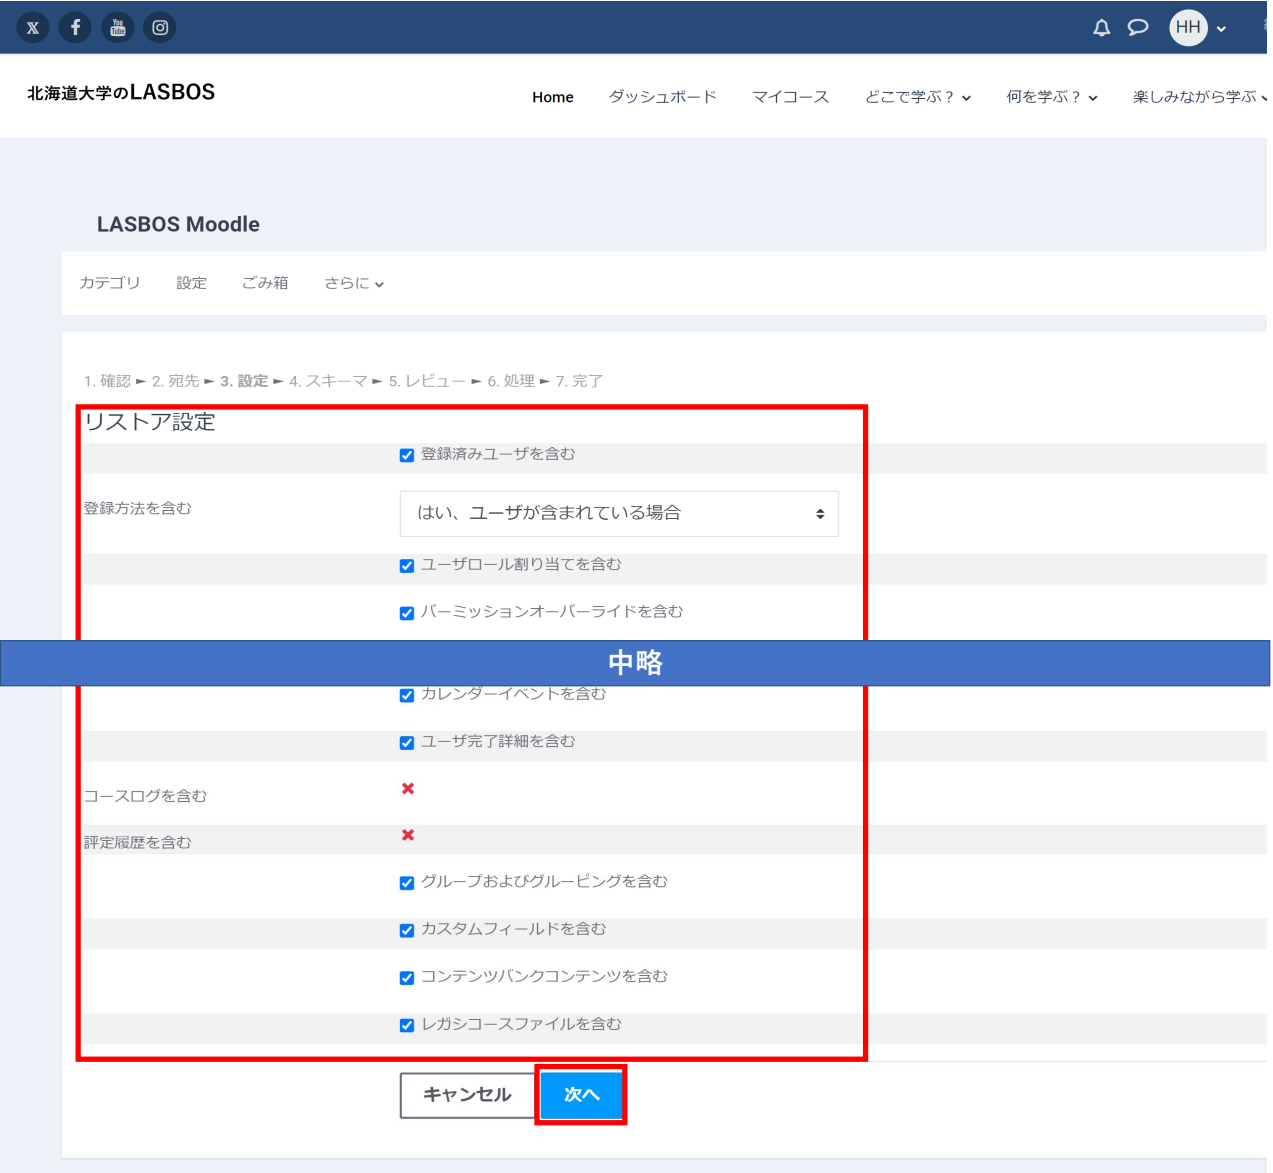 HH
北海道大学のLASBOS
Home ダッシュボード マイコース どこで学ぶ？ 何を学ぶ？ 楽しみながら学ぶ
LASBOS Moodle
カテゴリ 設定 ごみ箱 さらに
1. 確認 ► 2. 宛先 ► 3. 設定 ► 4. スキーマ ► 5. レビュー ► 6. 処理 ► 7. 完了
リストア設定
登録済みユーザを含む
登録方法を含む はい、ユーザが含まれている場合
ユーザロール割り当てを含む
パーミッションオーバーライドを含む
中略
カレンダーイベントを含む
ユーザ完了詳細を含む
コースログを含む
評定履歴を含む
グループおよびグルーピングを含む
カスタムフィールドを含む
コンテンツバンクコンテンツを含む
レガシコースファイルを含む
キャンセル 次へ